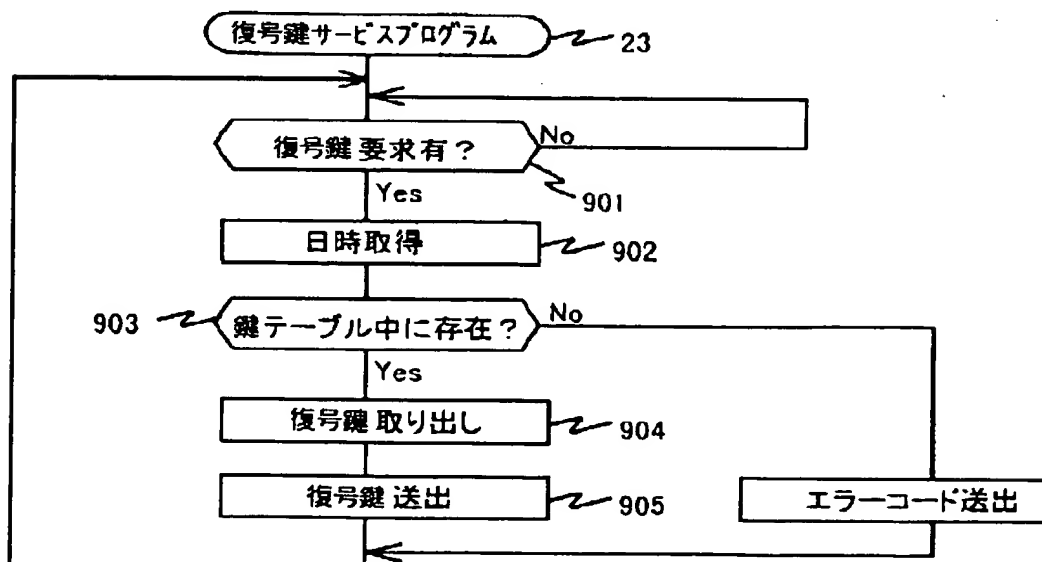 復号鍵サービスプログラム
23
復号鍵要求有?
No
901
Yes
日時取得
902
903
鍵テーブル中に存在?
No
Yes
復号鍵取り出し
904
復号鍵送出
905
エラーコード送出